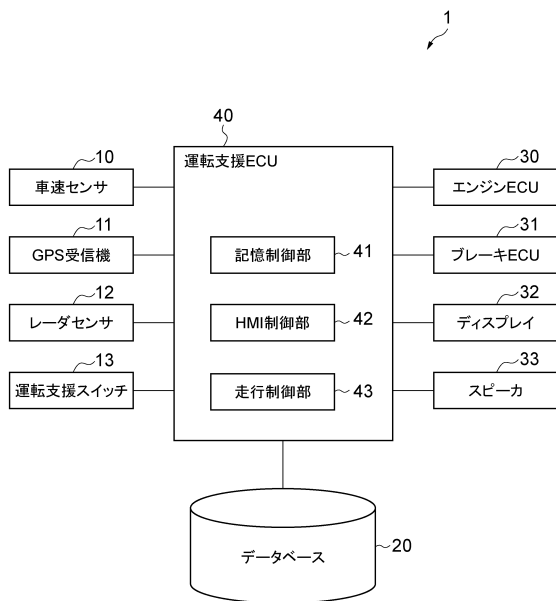 1
40
運転支援ECU
10
車速センサ
11
GPS受信機
12
レーダセンサ
13
運転支援スイッチ
記憶制御部
41
HMI制御部
42
走行制御部
43
30
エンジンECU
31
ブレーキECU
32
ディスプレイ
33
スピーカ
データベース
20